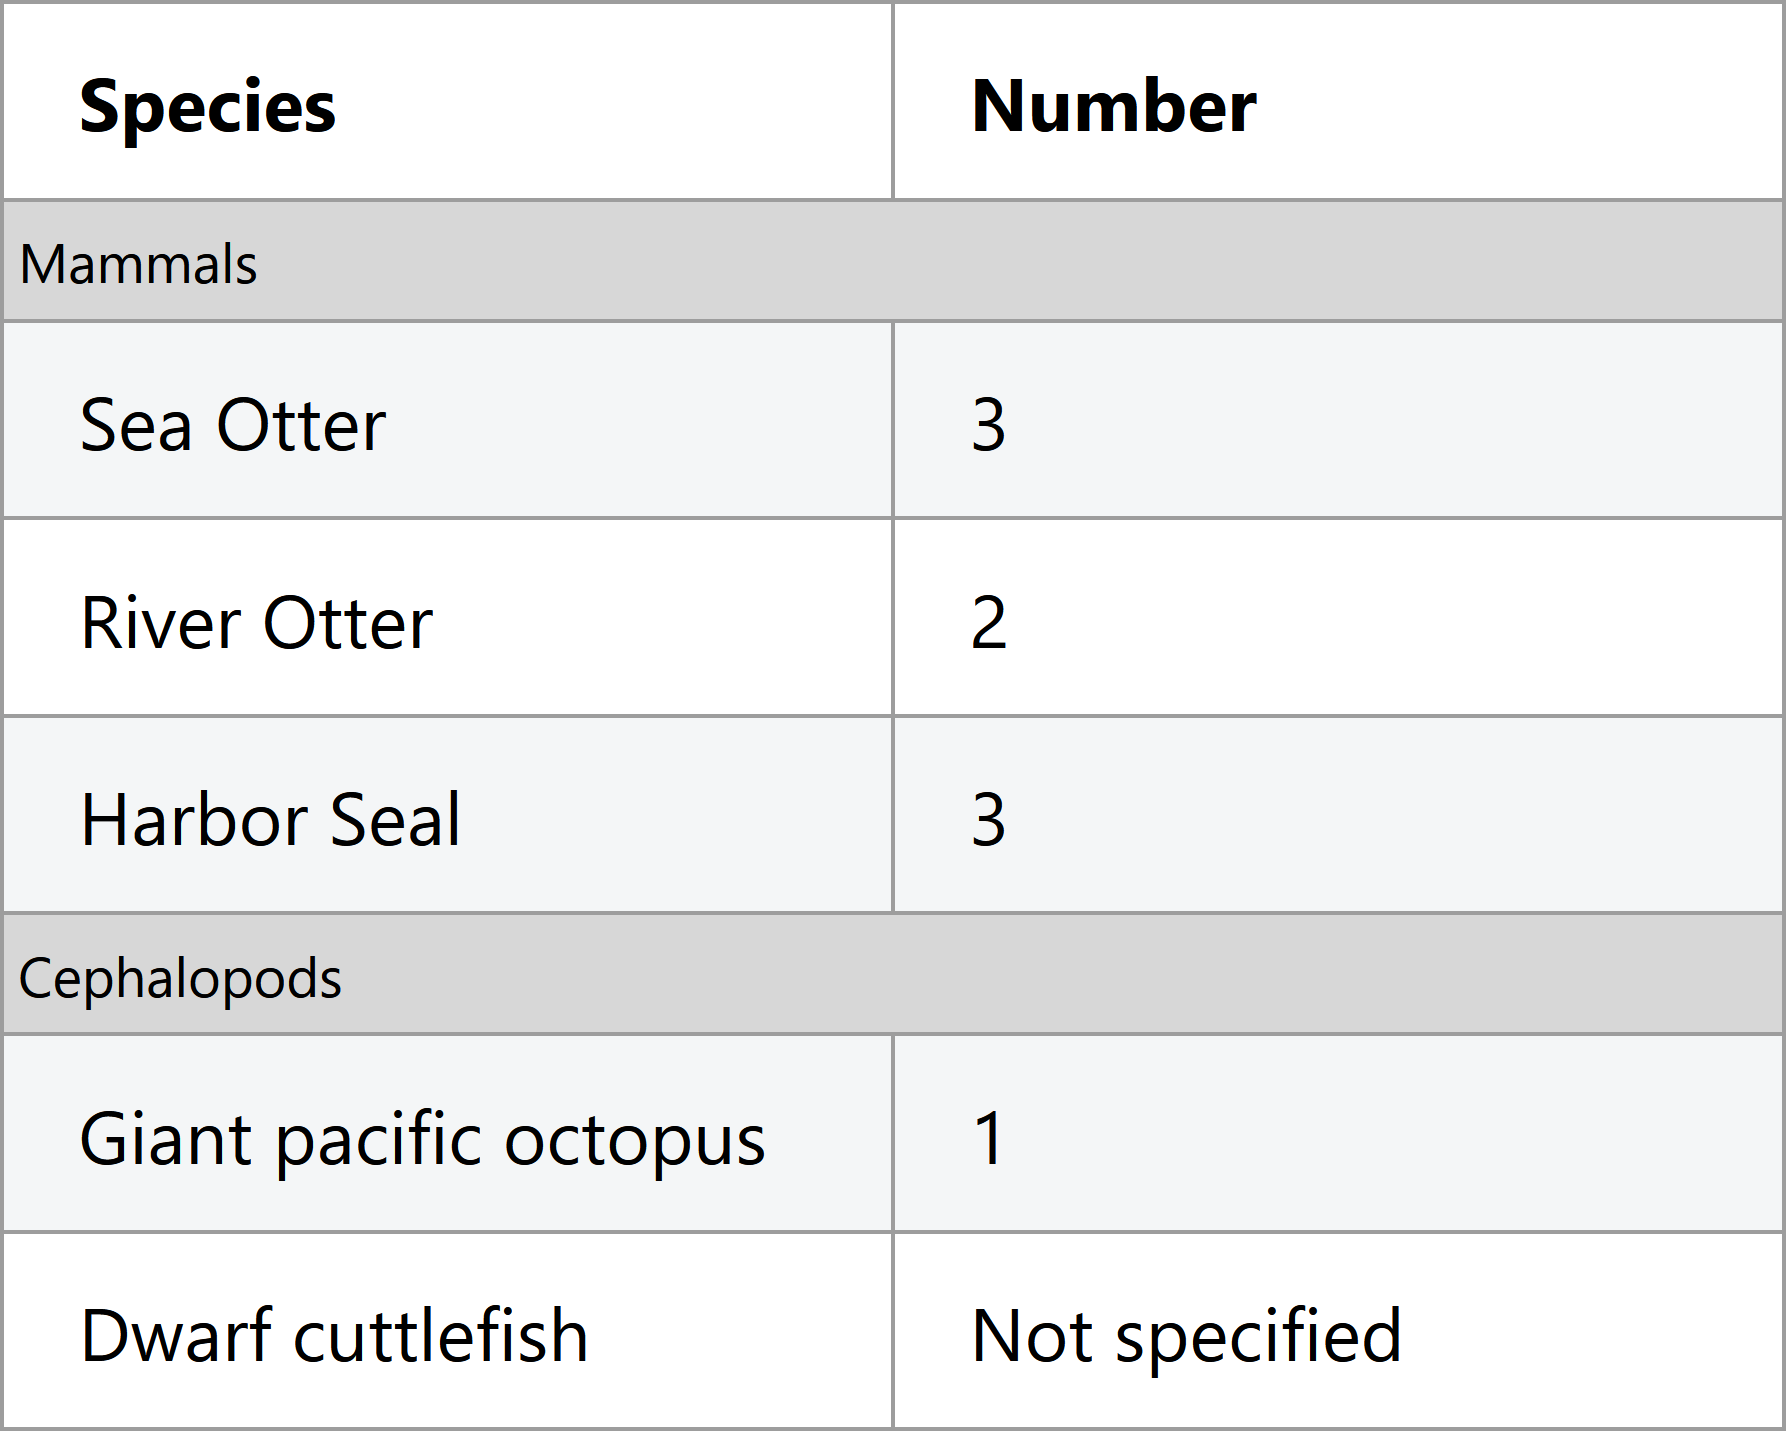 Species Number
Mammals
Sea Otter 3
River Otter 2
Harbor Seal 3
Cephalopods
Giant pacific octopus 1
Dwarf cuttlefish Not specified